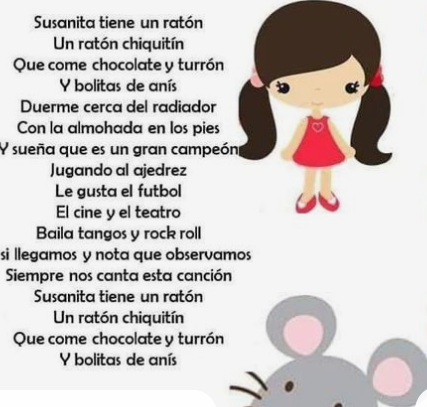 Susanita tiene un ratón
Un ratón chiquitín
Que come chocolate y turrón
Y bolitas de anís
Duerme cerca del radiador
Con la almohada en los pies
Y sueña que es un gran campeón
Jugando al ajedrez
Le gusta el futbol
El cine y el teatro
Baila tangos y rock roll
si llegamos y nota que observamos
Siempre nos canta esta canción
Susanita tiene un ratón
Un ratón chiquitín
Que come chocolate y turrón
Y bolitas de anís